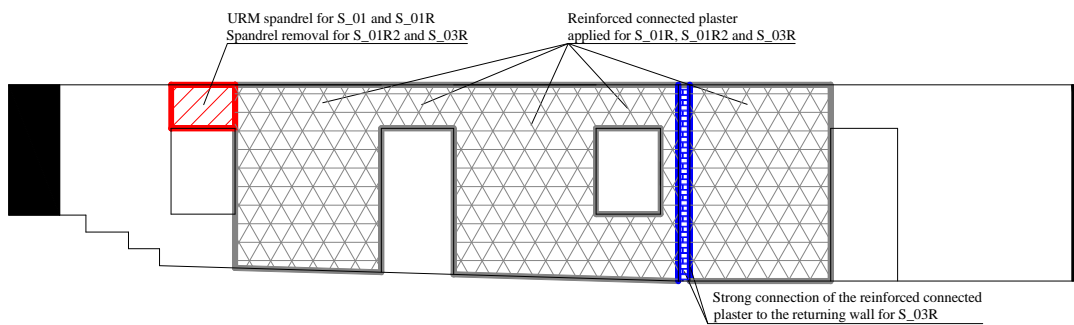 URM spandrel for S_01 and S_01R
Spandrel removal for S_01R2 and S_03R
Reinforced connected plaster
applied for S_01R, S_01R2 and S_03R
Strong connection of the reinforced connected
plaster to the returning wall for S_03R